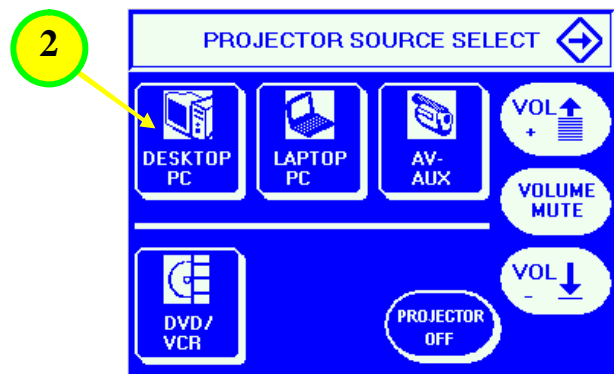 2
PROJECTOR SOURCE SELECT
DESKTOP
PC
LAPTOP
PC
AV-
AUX
VOL
+
VOLUME
MUTE
VOL
-
DVD/
VCR
PROJECTOR
OFF